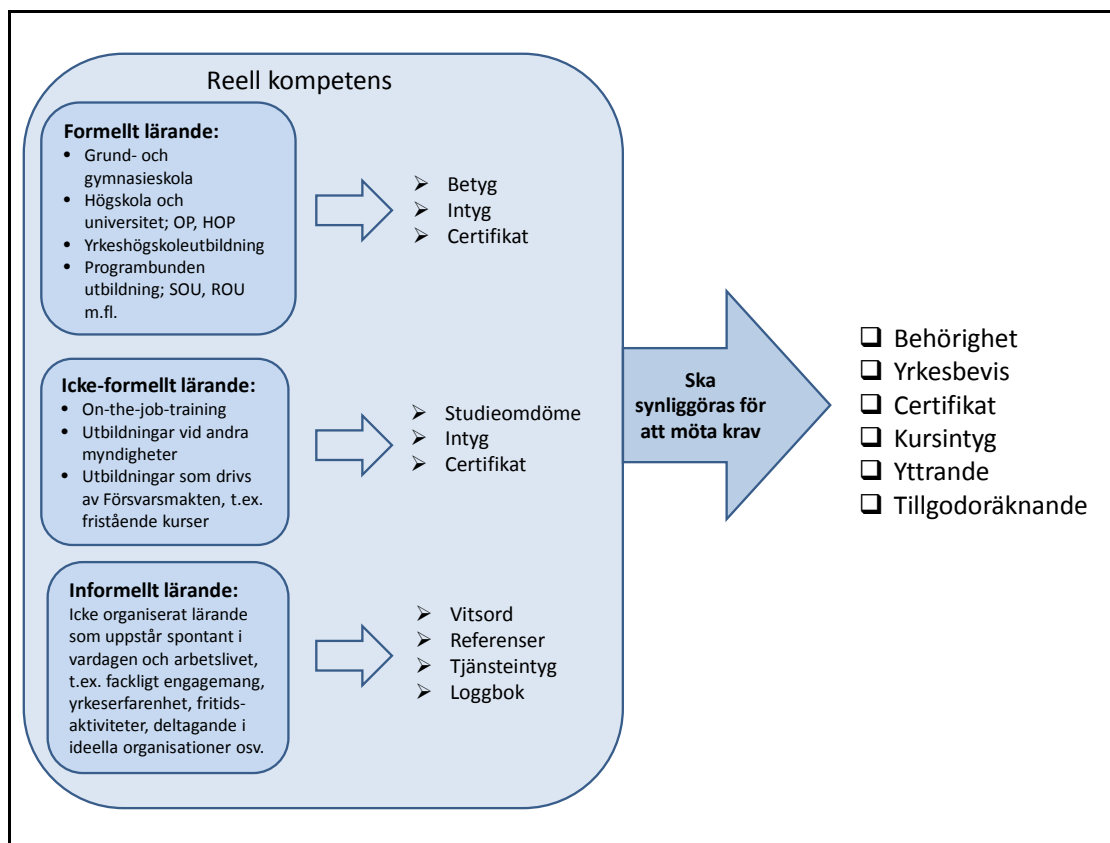 Reell kompetens
Formellt lärande:
• Grund- och
gymnasieskola
• Högskola och
universitet; OP, HOP
• Yrkeshögskoleutbildning
• Programbunden
utbildning; SOU, ROU
m.fl.
➢ Betyg
➢ Intyg
➢ Certifikat
Icke-formellt lärande:
• On-the-job-training
• Utbildningar vid andra
myndigheter
• Utbildningar som drivs
av Försvarsmakten, t.ex.
fristående kurser
➢ Studieomdöme
➢ Intyg
➢ Certifikat
Informellt lärande:
Icke organiserat lärande
som uppstår spontant i
vardagen och arbetslivet,
t.ex. fackligt engagemang,
yrkeserfarenhet, fritids-
aktiviteter, deltagande i
ideella organisationer osv.
➢ Vitsord
➢ Referenser
➢ Tjänsteintyg
➢ Loggbok
Ska
synliggöras för
att möta krav
❑ Behörighet
❑ Yrkesbevis
❑ Certifikat
❑ Kursintyg
❑ Yttrande
❑ Tillgodoräknande